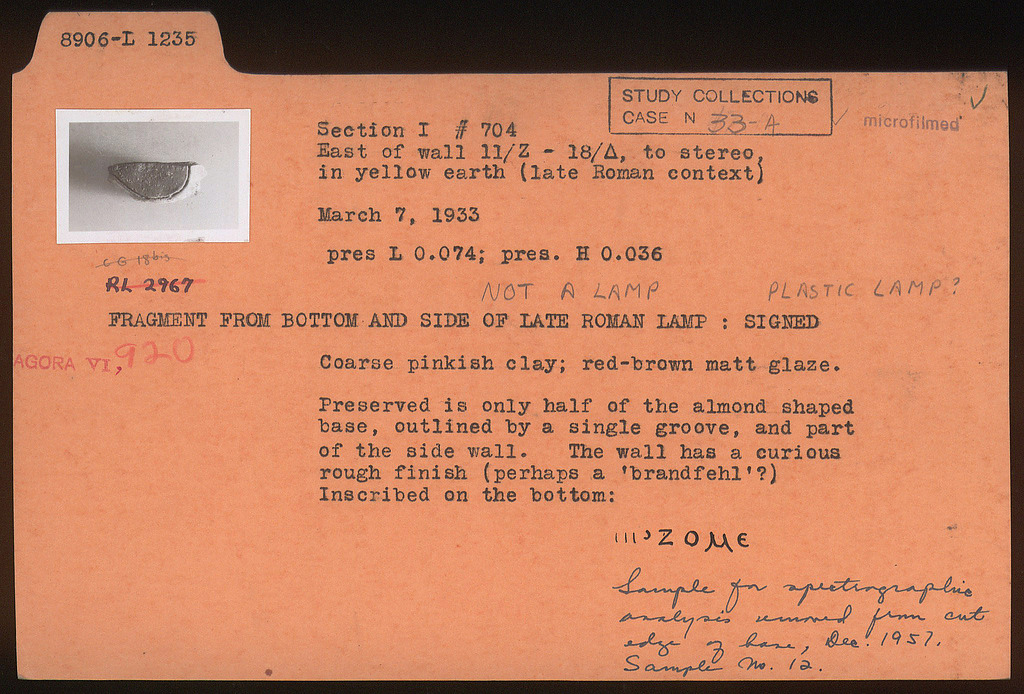 8906-L 1235
STUDY COLLECTIONS
CASE N 33-A
microfilmed
Section I # 704
East of wall 11/Z - 18/Δ, to stereo,
in yellow earth (late Roman context)
March 7, 1933
pres L 0.074; pres. H 0.036
CG 18bis
RL 2967
NOT A LAMP PLASTIC LAMP?
FRAGMENT FROM BOTTOM AND SIDE OF LATE ROMAN LAMP : SIGNED
AGORA VI, 920
Coarse pinkish clay; red-brown matt glaze.
Preserved is only half of the almond shaped
base, outlined by a single groove, and part
of the side wall. The wall has a curious
rough finish (perhaps a 'brandfehl'?)
Inscribed on the bottom:
ZOME
Sample for spectrographic
analysis removed from cut
edge of base, Dec. 1957.
Sample No. 12.